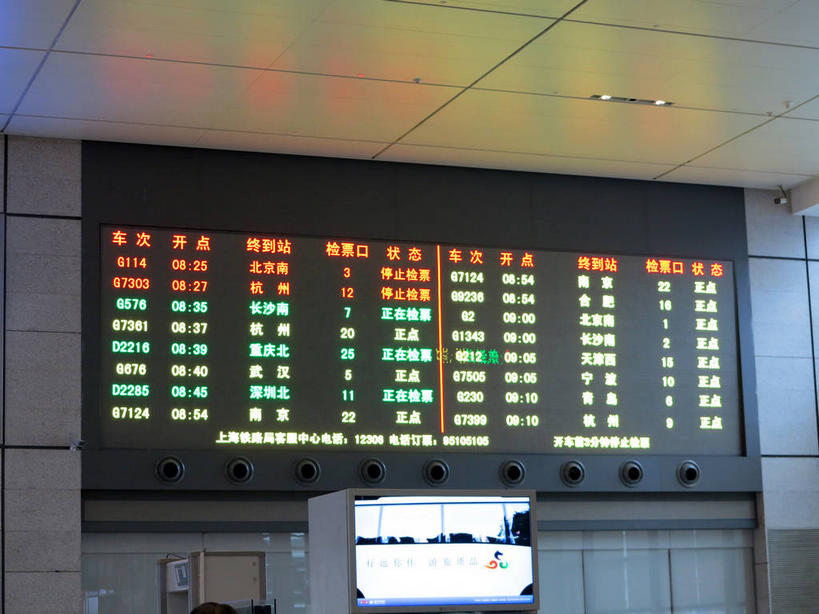 车次 开点 终到站 检票口 状态
G114 08:25 北京南 3 停止检票
G7303 08:27 杭州 12 停止检票
G576 08:35 长沙南 7 正在检票
G7361 08:37 杭州 20 正点
D2216 08:39 重庆北 25 正在检票
G676 08:40 武汉 5 正点
D2285 08:45 深圳北 11 正在检票
G7124 08:54 南京 22 正点
车次 开点 终到站 检票口 状态
G7124 08:54 南京 22 正点
G9236 08:54 合肥 16 正点
G2 09:00 北京南 1 正点
G1343 09:00 长沙南 2 正点
G212 09:05 天津西 15 正点
G7505 09:05 宁波 10 正点
G230 09:10 青岛 6 正点
G7399 09:10 杭州 9 正点
上海铁路局客服中心电话：12306 电话订票：95105105
开车前3分钟停止检票